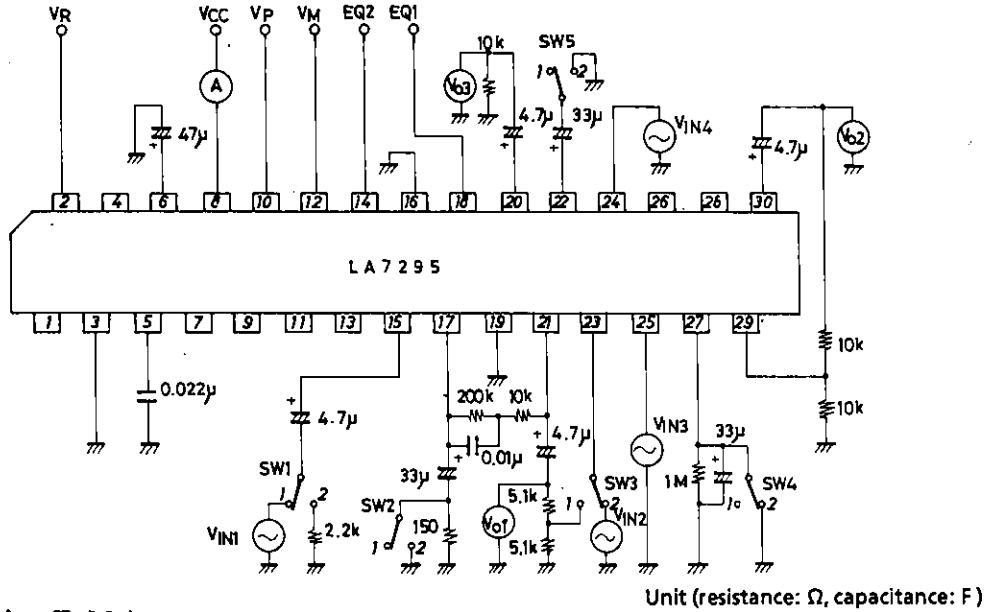 VR VCC VP VM EQ2 EQ1
10k SW5
A Vo3 1 2
47μ + 4.7μ + 33μ + VIN4 4.7μ + Vo2
2 4 6 8 10 12 14 16 18 20 22 24 26 28 30
LA7295
1 3 5 7 9 11 13 15 17 19 21 23 25 27 29
10k
0.022μ + 4.7μ 200k 10k + 4.7μ 10k
0.01μ VIN3 33μ
SW1 33μ + SW3 1M + SW4
1 2 SW2 5.1k 1 2 1 2
VIN1 2.2k 1 2 150 Vo1 5.1k VIN2
Unit (resistance: Ω, capacitance: F)